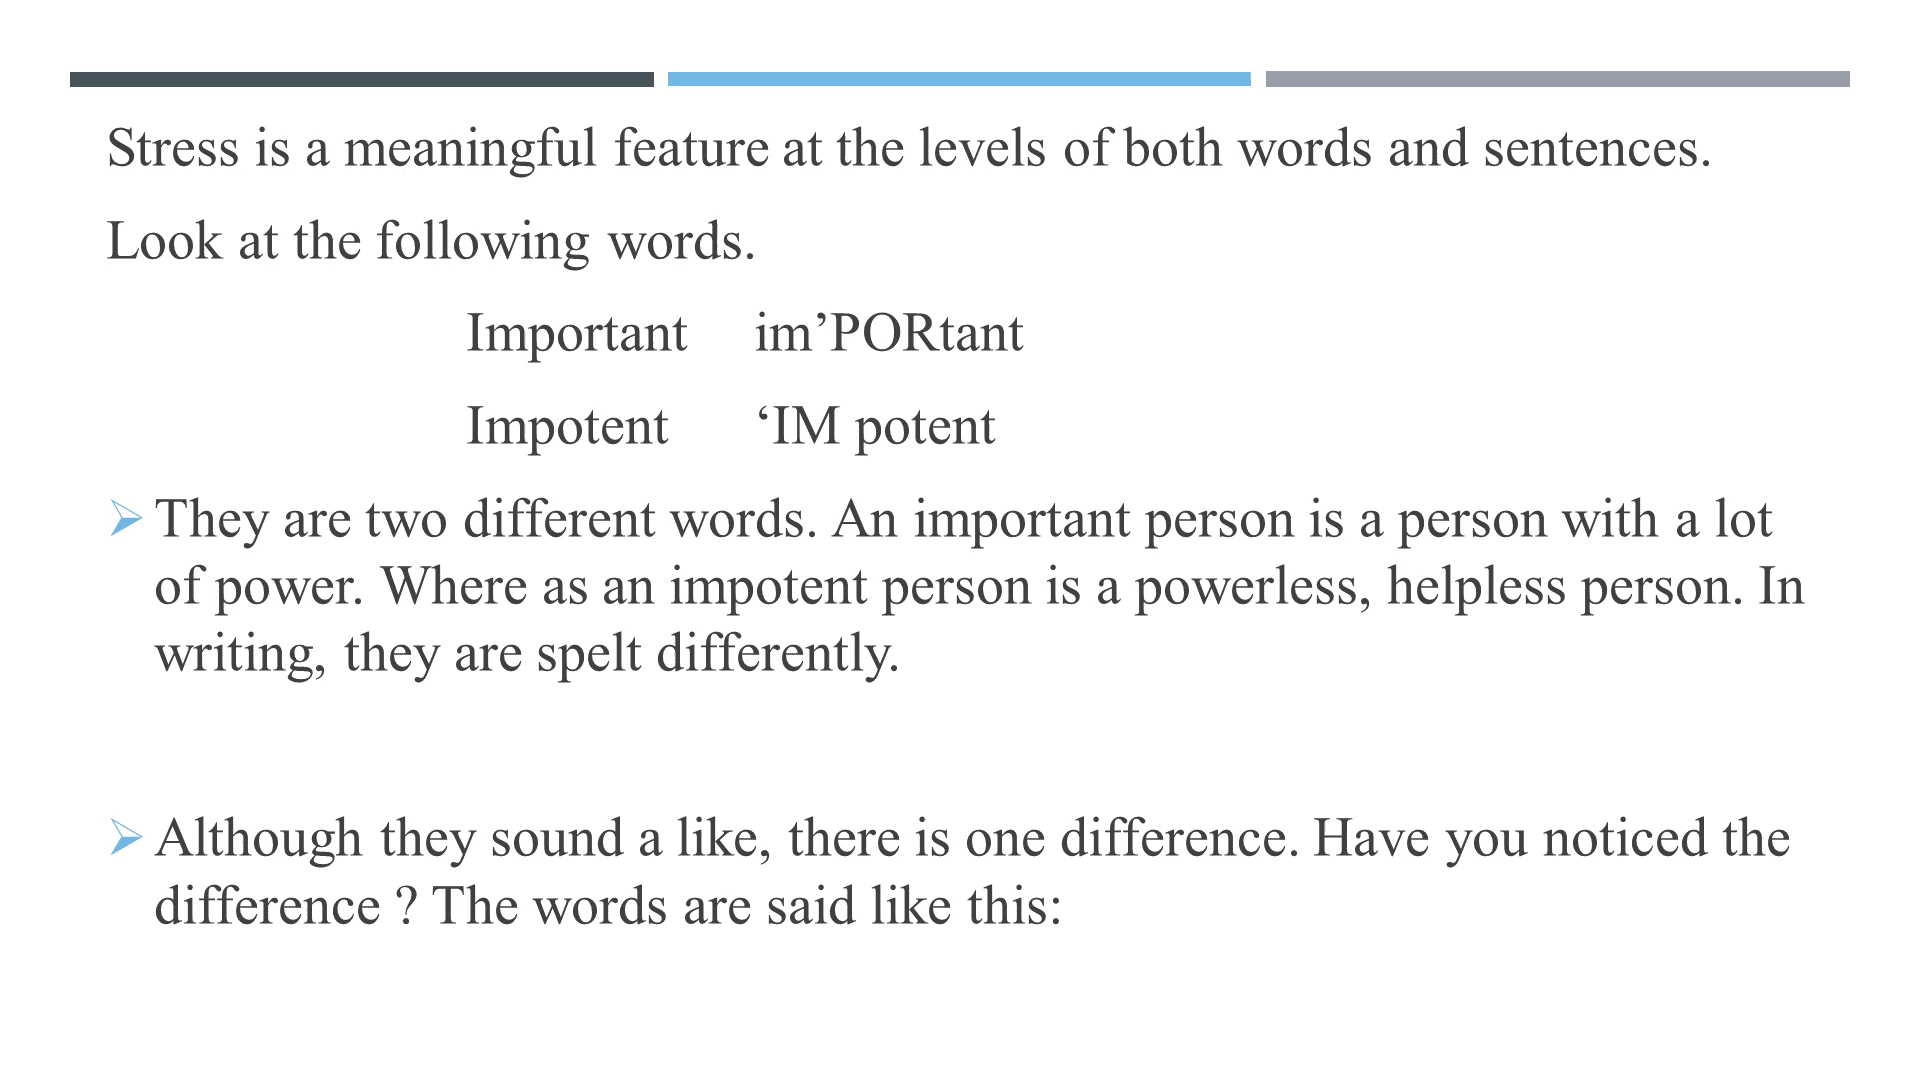 Stress is a meaningful feature at the levels of both words and sentences.
Look at the following words.
Important im’PORtant
Impotent ‘IM potent
They are two different words. An important person is a person with a lot
of power. Where as an impotent person is a powerless, helpless person. In
writing, they are spelt differently.
Although they sound a like, there is one difference. Have you noticed the
difference ? The words are said like this: